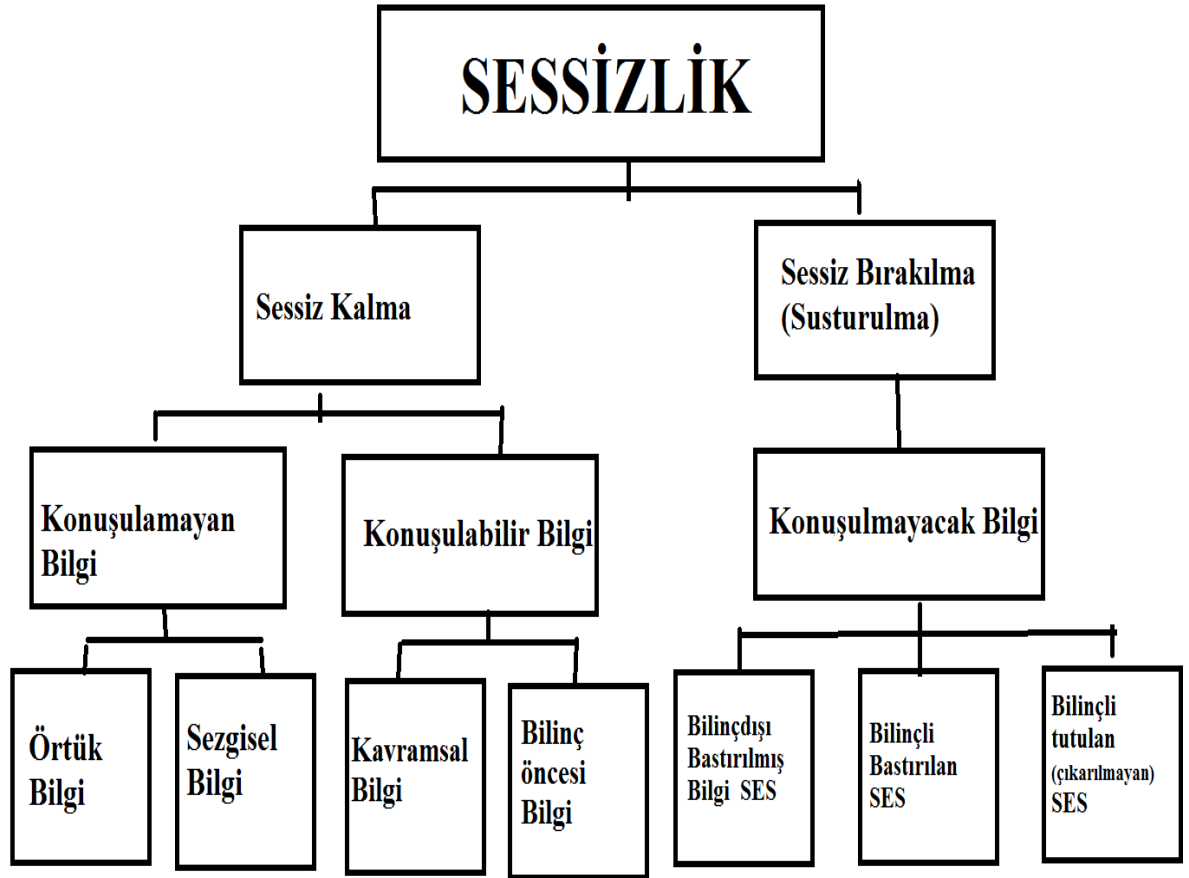 SESSİZLİK
Sessiz Kalma
Sessiz Bırakılma
(Susturulma)
Konuşulamayan
Bilgi
Konuşulabilir Bilgi
Konuşulmayacak Bilgi
Örtük
Bilgi
Sezgisel
Bilgi
Kavramsal
Bilgi
Bilinç
öncesi
Bilgi
Bilinçdışı
Bastırılmış
Bilgi SES
Bilinçli
Bastırılan
SES
Bilinçli
tutulan
(çıkarılmayan)
SES